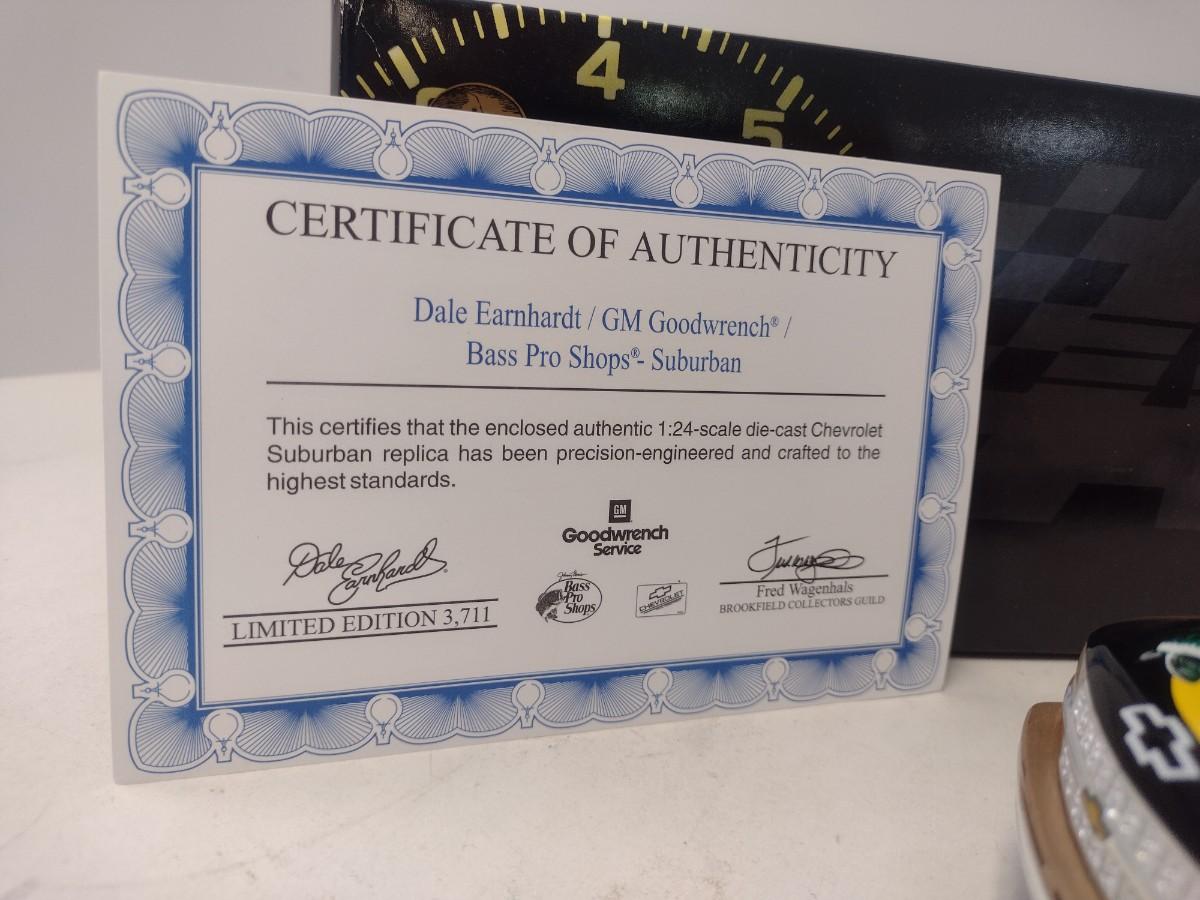 4
5
CERTIFICATE OF AUTHENTICITY
Dale Earnhardt / GM Goodwrench® /
Bass Pro Shops®- Suburban
This certifies that the enclosed authentic 1:24-scale die-cast Chevrolet
Suburban replica has been precision-engineered and crafted to the
highest standards.
GM
Goodwrench
Service
Dale
Earnhardt
Bass
Pro
Shops
CHEVROLET
LIMITED EDITION 3,711
Fred Wagenhals
BROOKFIELD COLLECTORS GUILD